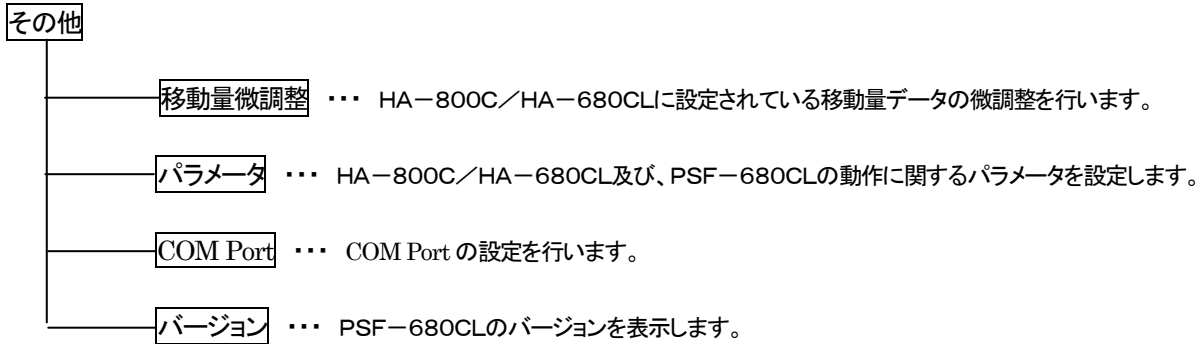 その他
移動量微調整 ・・・ HA－800C／HA－680CLに設定されている移動量データの微調整を行います。
パラメータ ・・・ HA－800C／HA－680CL及び、PSF－680CLの動作に関するパラメータを設定します。
COM Port ・・・ COM Port の設定を行います。
バージョン ・・・ PSF－680CLのバージョンを表示します。